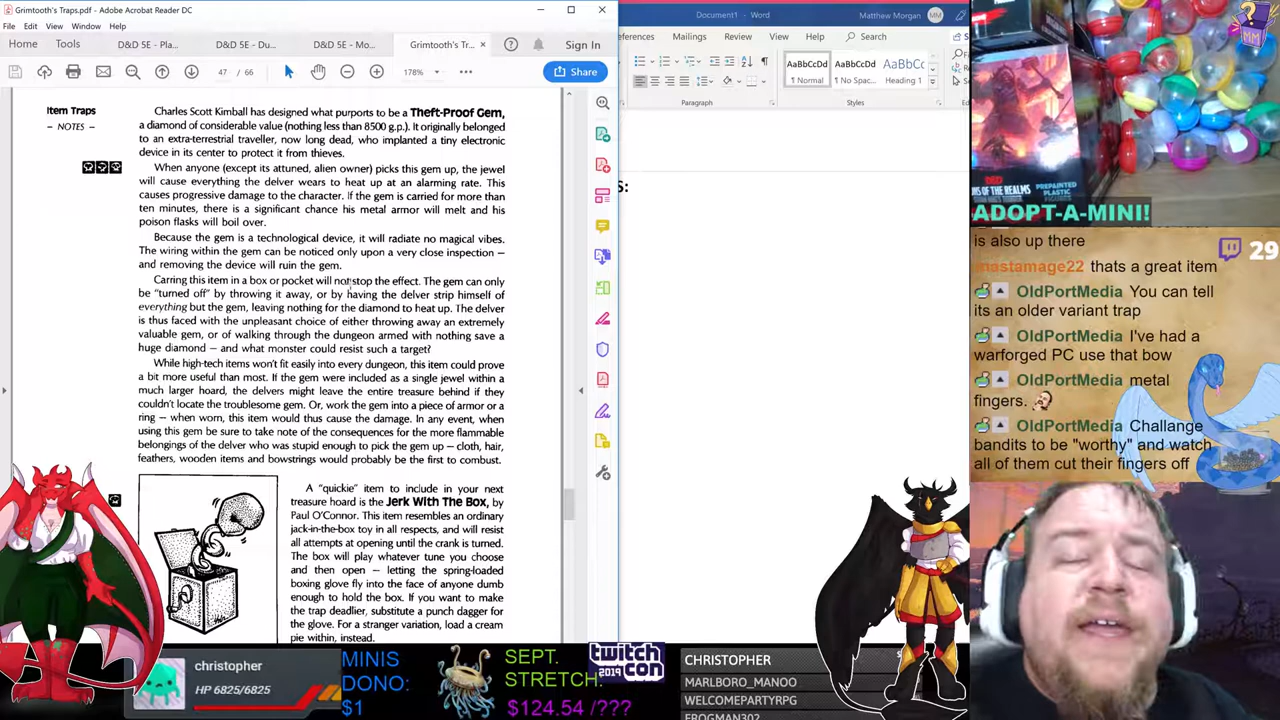 Grimtooth's Traps.pdf - Adobe Acrobat Reader DC
File Edit View Window Help
Home Tools D&D 5E - Pla... D&D 5E - Du... D&D 5E - Mo... Grimtooth's Tr... × Sign In
47 / 66 178% Share
Item Traps
— NOTES —
Charles Scott Kimball has designed what purports to be a Theft-Proof Gem,
a diamond of considerable value (nothing less than 8500 g.p.). It originally belonged
to an extra-terrestrial traveller, now long dead, who implanted a tiny electronic
device in its center to protect it from thieves.
When anyone (except its attuned, alien owner) picks this gem up, the jewel
will cause everything the delver wears to heat up at an alarming rate. This
causes progressive damage to the character. If the gem is carried for more than
ten minutes, there is a significant chance his metal armor will melt and his
poison flasks will boil over.
Because the gem is a technological device, it will radiate no magical vibes.
The wiring within the gem can be noticed only upon a very close inspection —
and removing the device will ruin the gem.
Carring this item in a box or pocket will not stop the effect. The gem can only
be "turned off" by throwing it away, or by having the delver strip himself of
everything but the gem, leaving nothing for the diamond to heat up. The delver
is thus faced with the unpleasant choice of either throwing away an extremely
valuable gem, or of walking through the dungeon armed with nothing save a
huge diamond — and what monster could resist such a target?
While high-tech items won't fit easily into every dungeon, this item could prove
a bit more useful than most. If the gem were included as a single jewel within a
much larger hoard, the delvers might leave the entire treasure behind if they
couldn't locate the troublesome gem. Or, work the gem into a piece of armor or a
ring — when worn, this item would thus cause the damage. In any event, when
using this gem be sure to take note of the consequences for the more flammable
belongings of the delver who was stupid enough to pick the gem up — cloth, hair,
feathers, wooden items and bowstrings would probably be the first to combust.
A "quickie" item to include in your next
treasure hoard is the Jerk With The Box, by
Paul O'Connor. This item resembles an ordinary
jack-in-the-box toy in all respects, and will resist
all attempts at opening until the crank is turned.
The box will play whatever tune you choose
and then open — letting the spring-loaded
boxing glove fly into the face of anyone dumb
enough to hold the box. If you want to make
the trap deadlier, substitute a punch dagger for
the glove. For a stranger variation, load a cream
pie within, instead.
Document1 - Word Matthew Morgan MM
eferences Mailings Review View Help Search
AaBbCcDd AaBbCcDd AaBbCc
¶ Normal ¶ No Spac... Heading 1
Paragraph Styles
S:
MM
NS OF THE REALMS
PREPAINTED
PLASTIC
ADOPT-A-MINI!
29
is also up there
mastamage22 thats a great item
OldPortMedia You can tell
its an older variant trap
OldPortMedia I've had a
warforged PC use that bow
OldPortMedia metal
fingers.
OldPortMedia Challange
bandits to be "worthy" and watch
all of them cut their fingers off
christopher
HP 6825/6825
MINIS
DONO:
$1
SEPT.
STRETCH:
$124.54 /???
twitch
con
2019
CHRISTOPHER
MARLBORO_MANOO
WELCOMEPARTYRPG
FROGMAN302